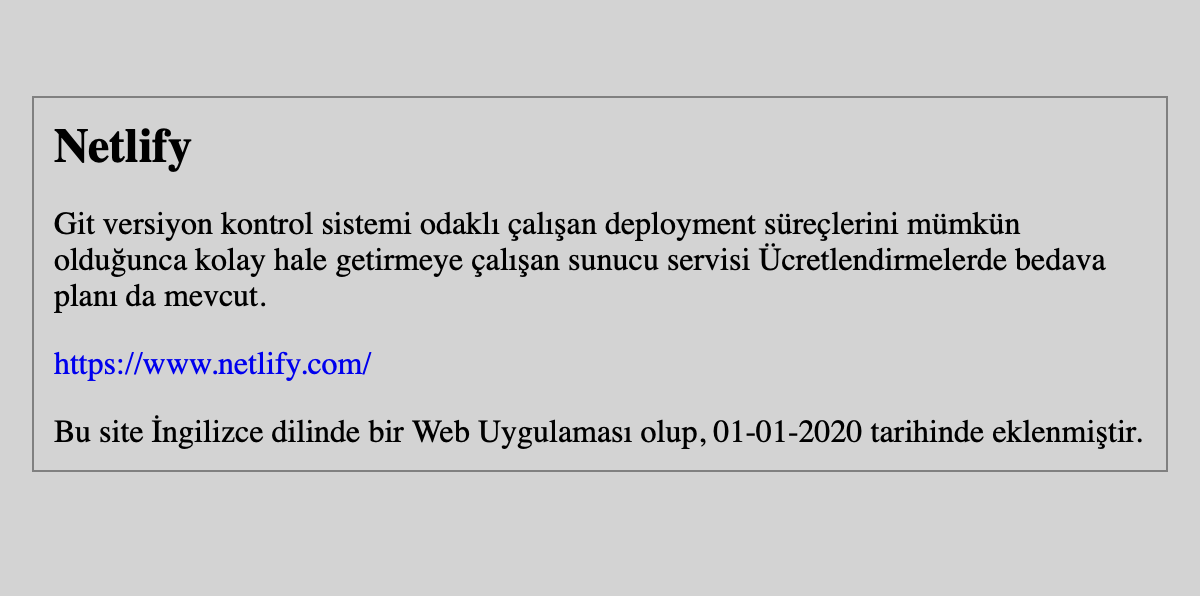 Netlify
Git versiyon kontrol sistemi odaklı çalışan deployment süreçlerini mümkün
olduğunca kolay hale getirmeye çalışan sunucu servisi Ücretlendirmelerde bedava
planı da mevcut.
https://www.netlify.com/
Bu site İngilizce dilinde bir Web Uygulaması olup, 01-01-2020 tarihinde eklenmiştir.